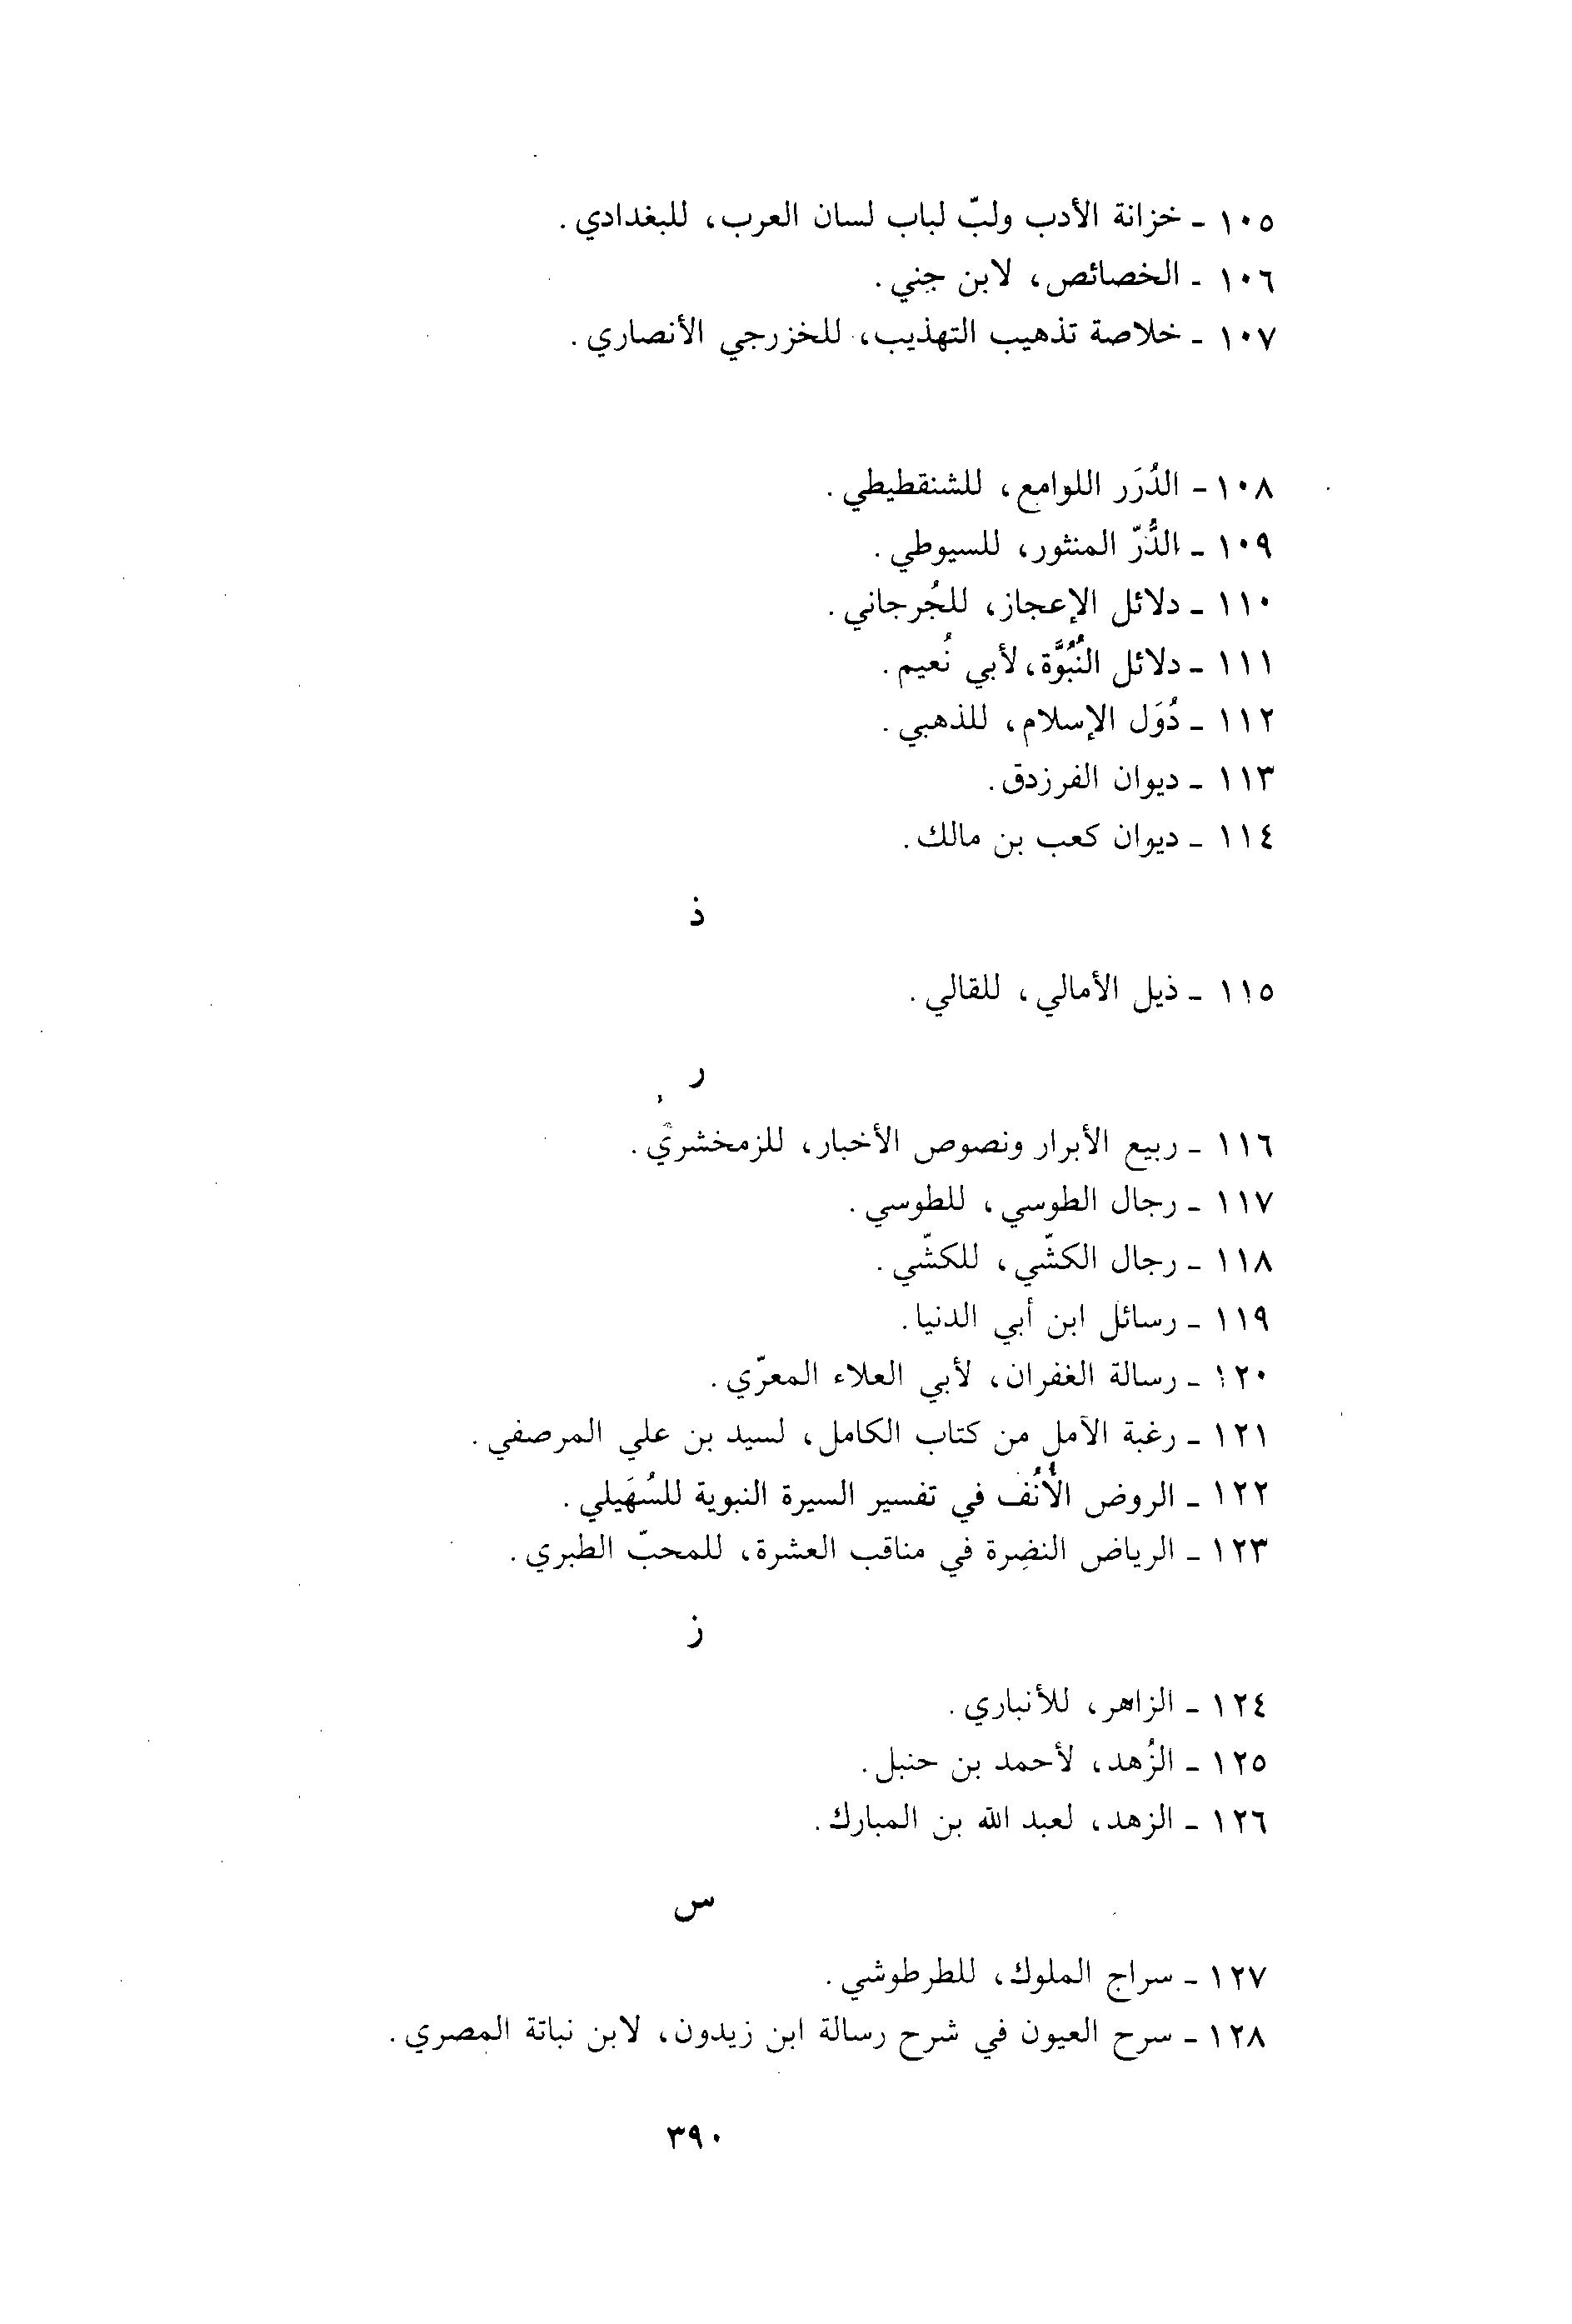 ١٠٥ - خزانة الأدب ولبّ لباب لسان العرب، للبغدادي.
١٠٦ - الخصائص، لابن جني.
١٠٧ - خلاصة تذهيب التهذيب، للخزرجي الأنصاري.
١٠٨ - الدُرَر اللوامع، للشنقطيطي.
١٠٩ - الدُّرّ المنثور، للسيوطي.
١١٠ - دلائل الإعجاز، للجُرجاني.
١١١ - دلائل النُبُوَّة، لأبي نُعيم.
١١٢ - دُوَل الإسلام، للذهبي.
١١٣ - ديوان الفرزدق.
١١٤ - ديوان كعب بن مالك.
ذ
١١٥ - ذيل الأمالي، للقالي.
ر
١١٦ - ربيع الأبرار ونصوص الأخبار، للزمخشري.
١١٧ - رجال الطوسي، للطوسي.
١١٨ - رجال الكشّي، للكشّي.
١١٩ - رسائل ابن أبي الدنيا.
١٢٠ - رسالة الغفران، لأبي العلاء المعرّي.
١٢١ - رغبة الآمل من كتاب الكامل، لسيد بن علي المرصفي.
١٢٢ - الروض الأُنُف في تفسير السيرة النبوية للسُهَيلي.
١٢٣ - الرياض النضِرة في مناقب العشرة، للمحبّ الطبري.
ز
١٢٤ - الزاهر، للأنباري.
١٢٥ - الزُهد، لأحمد بن حنبل.
١٢٦ - الزهد، لعبد الله بن المبارك.
س
١٢٧ - سراج الملوك، للطرطوشي.
١٢٨ - سرح العيون في شرح رسالة ابن زيدون، لابن نباتة المصري.
٣٩٠